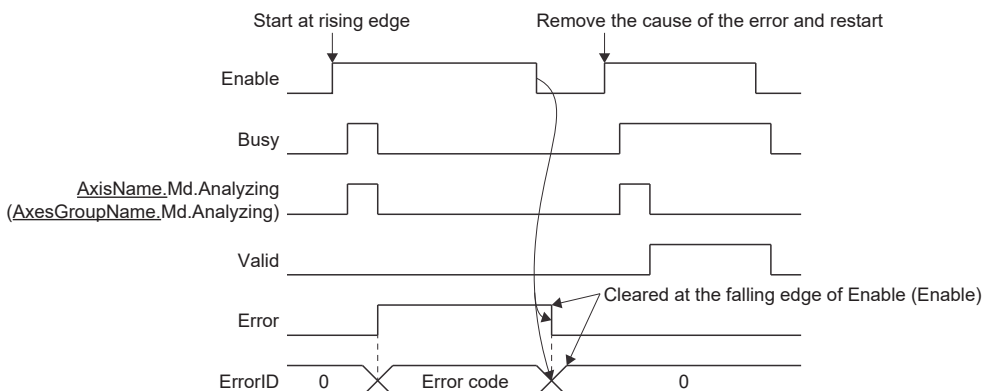 Start at rising edge
Remove the cause of the error and restart
Enable
Busy
AxisName.Md.Analyzing
(AxesGroupName.Md.Analyzing)
Valid
Cleared at the falling edge of Enable (Enable)
Error
ErrorID 0 Error code 0